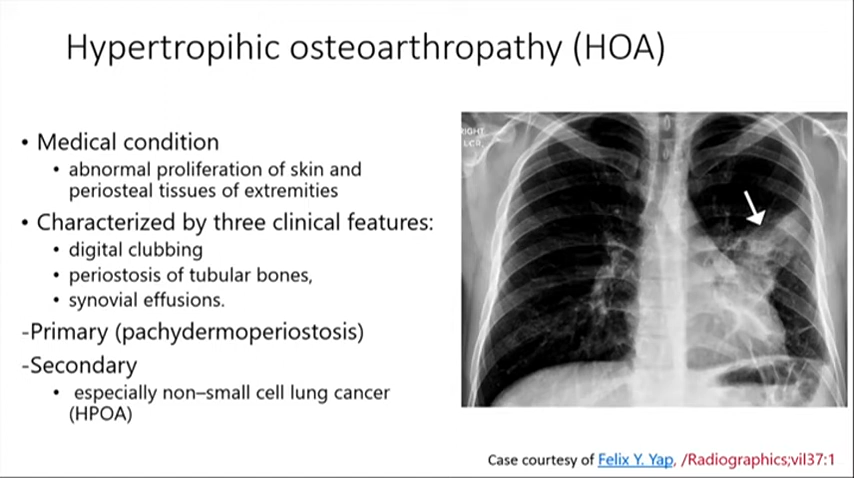 Hypertropihic osteoarthropathy (HOA)
• Medical condition
• abnormal proliferation of skin and
periosteal tissues of extremities
• Characterized by three clinical features:
• digital clubbing
• periostosis of tubular bones,
• synovial effusions.
-Primary (pachydermoperiostosis)
-Secondary
• especially non–small cell lung cancer
(HPOA)
RIGHT
Case courtesy of Felix Y. Yap, /Radiographics;vil37:1